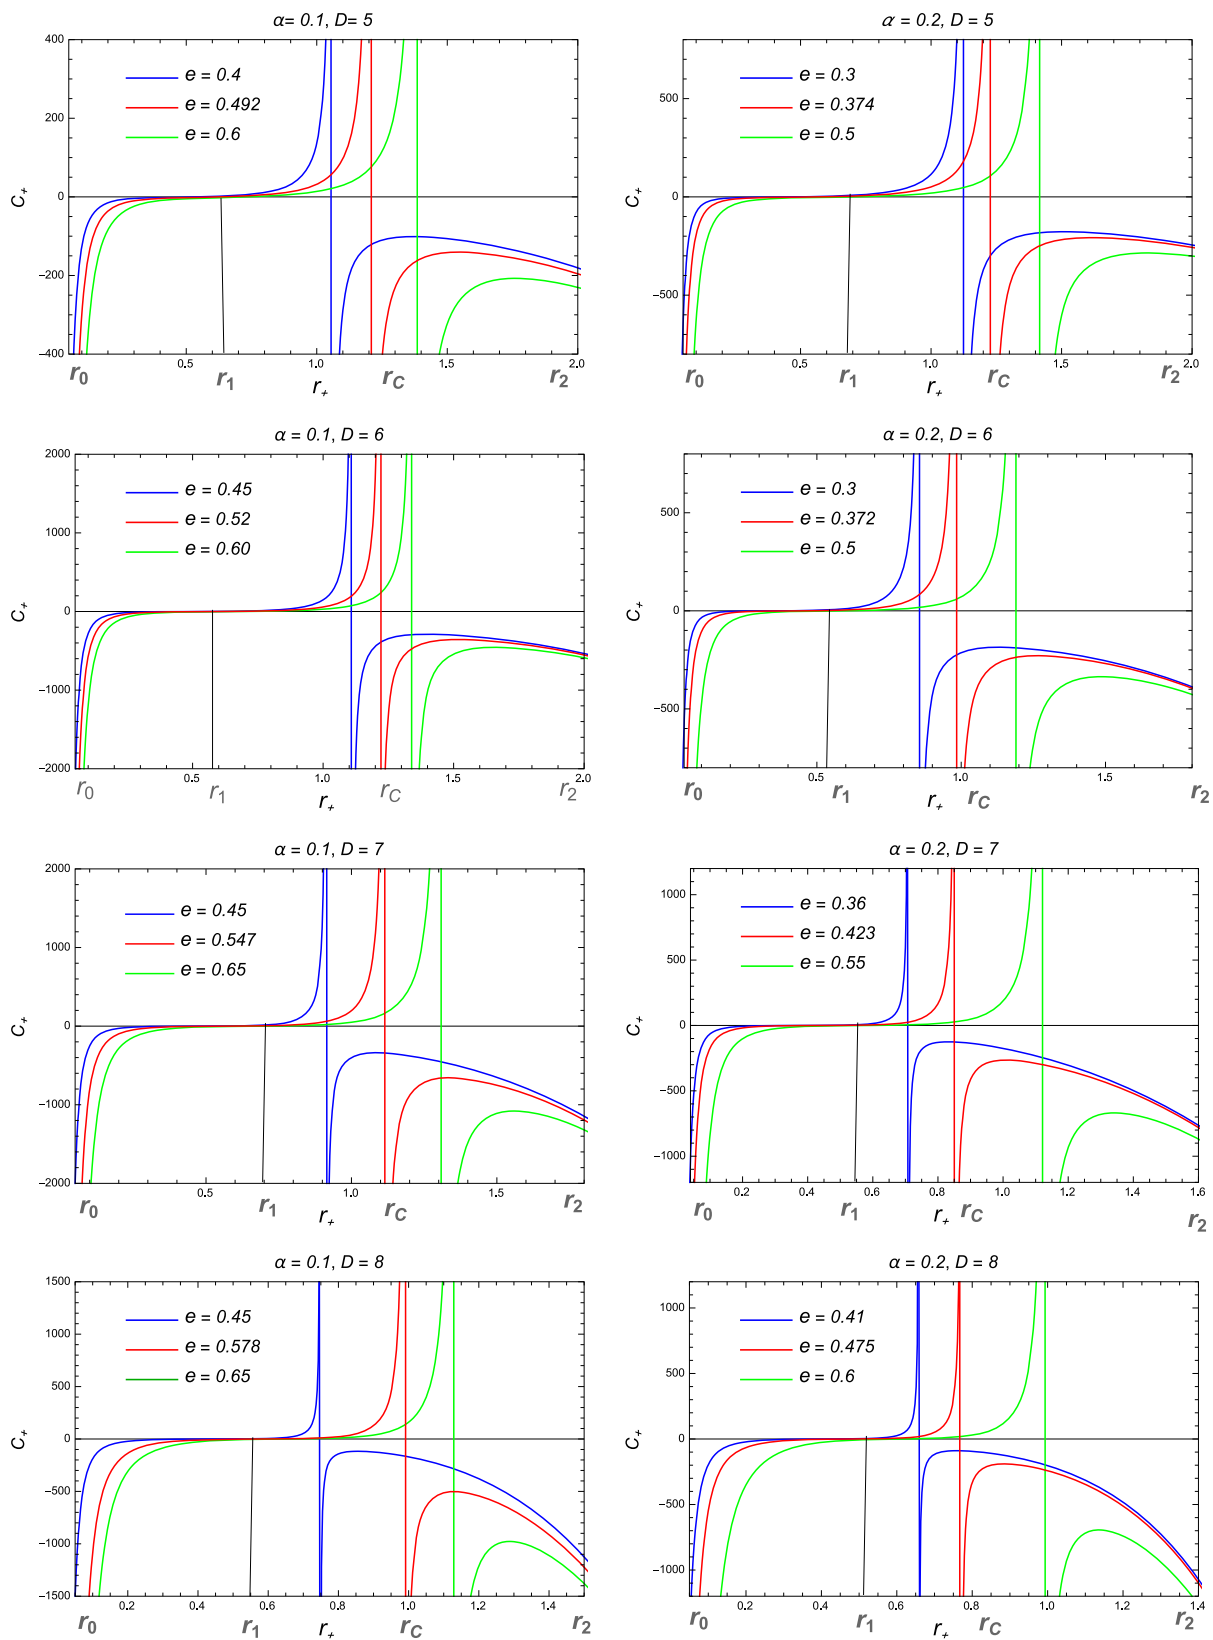 α= 0.1, D= 5
400
200
0
−200
−400
C₊
e = 0.4
e = 0.492
e = 0.6
0.5
1.0
1.5
2.0
r₀
r₁
r₊
r_C
r₂
α = 0.2, D = 5
500
0
−500
C₊
e = 0.3
e = 0.374
e = 0.5
0.5
1.0
1.5
2.0
r₀
r₁
r₊
r_C
r₂
α = 0.1, D = 6
2000
1000
0
−1000
−2000
C₊
e = 0.45
e = 0.52
e = 0.60
0.5
1.0
1.5
2.0
r₀
r₁
r₊
r_C
r₂
α = 0.2, D = 6
500
0
−500
C₊
e = 0.3
e = 0.372
e = 0.5
0.5
1.0
1.5
r₀
r₁
r₊
r_C
r₂
α = 0.1, D = 7
2000
1000
0
−1000
−2000
C₊
e = 0.45
e = 0.547
e = 0.65
0.5
1.0
1.5
r₀
r₁
r₊
r_C
r₂
α = 0.2, D = 7
1000
500
0
−500
−1000
C₊
e = 0.36
e = 0.423
e = 0.55
0.2
0.4
0.6
0.8
1.0
1.2
1.4
1.6
r₀
r₁
r₊
r_C
r₂
α = 0.1, D = 8
1500
1000
500
0
−500
−1000
−1500
C₊
e = 0.45
e = 0.578
e = 0.65
0.2
0.4
0.6
0.8
1.0
1.2
1.4
r₀
r₁
r₊
r_C
r₂
α = 0.2, D = 8
1000
500
0
−500
−1000
C₊
e = 0.41
e = 0.475
e = 0.6
0.2
0.4
0.6
0.8
1.0
1.2
1.4
r₀
r₁
r₊
r_C
r₂